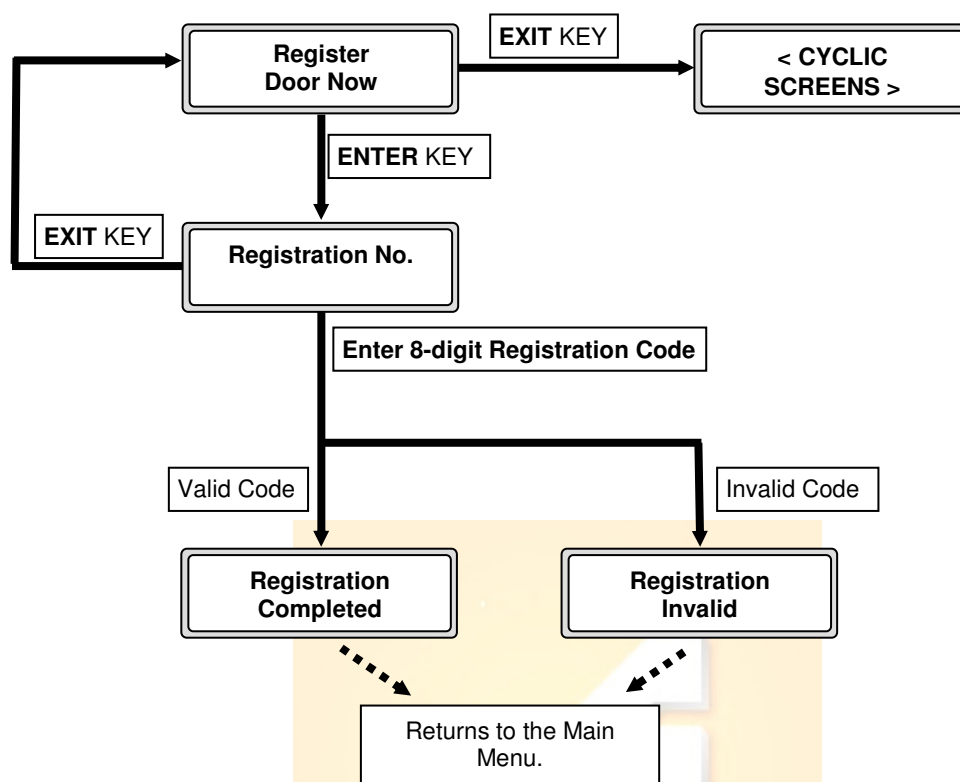 Register
Door Now
EXIT KEY
< CYCLIC
SCREENS >
ENTER KEY
EXIT KEY
Registration No.
Enter 8-digit Registration Code
Valid Code
Invalid Code
Registration
Completed
Registration
Invalid
Returns to the Main
Menu.